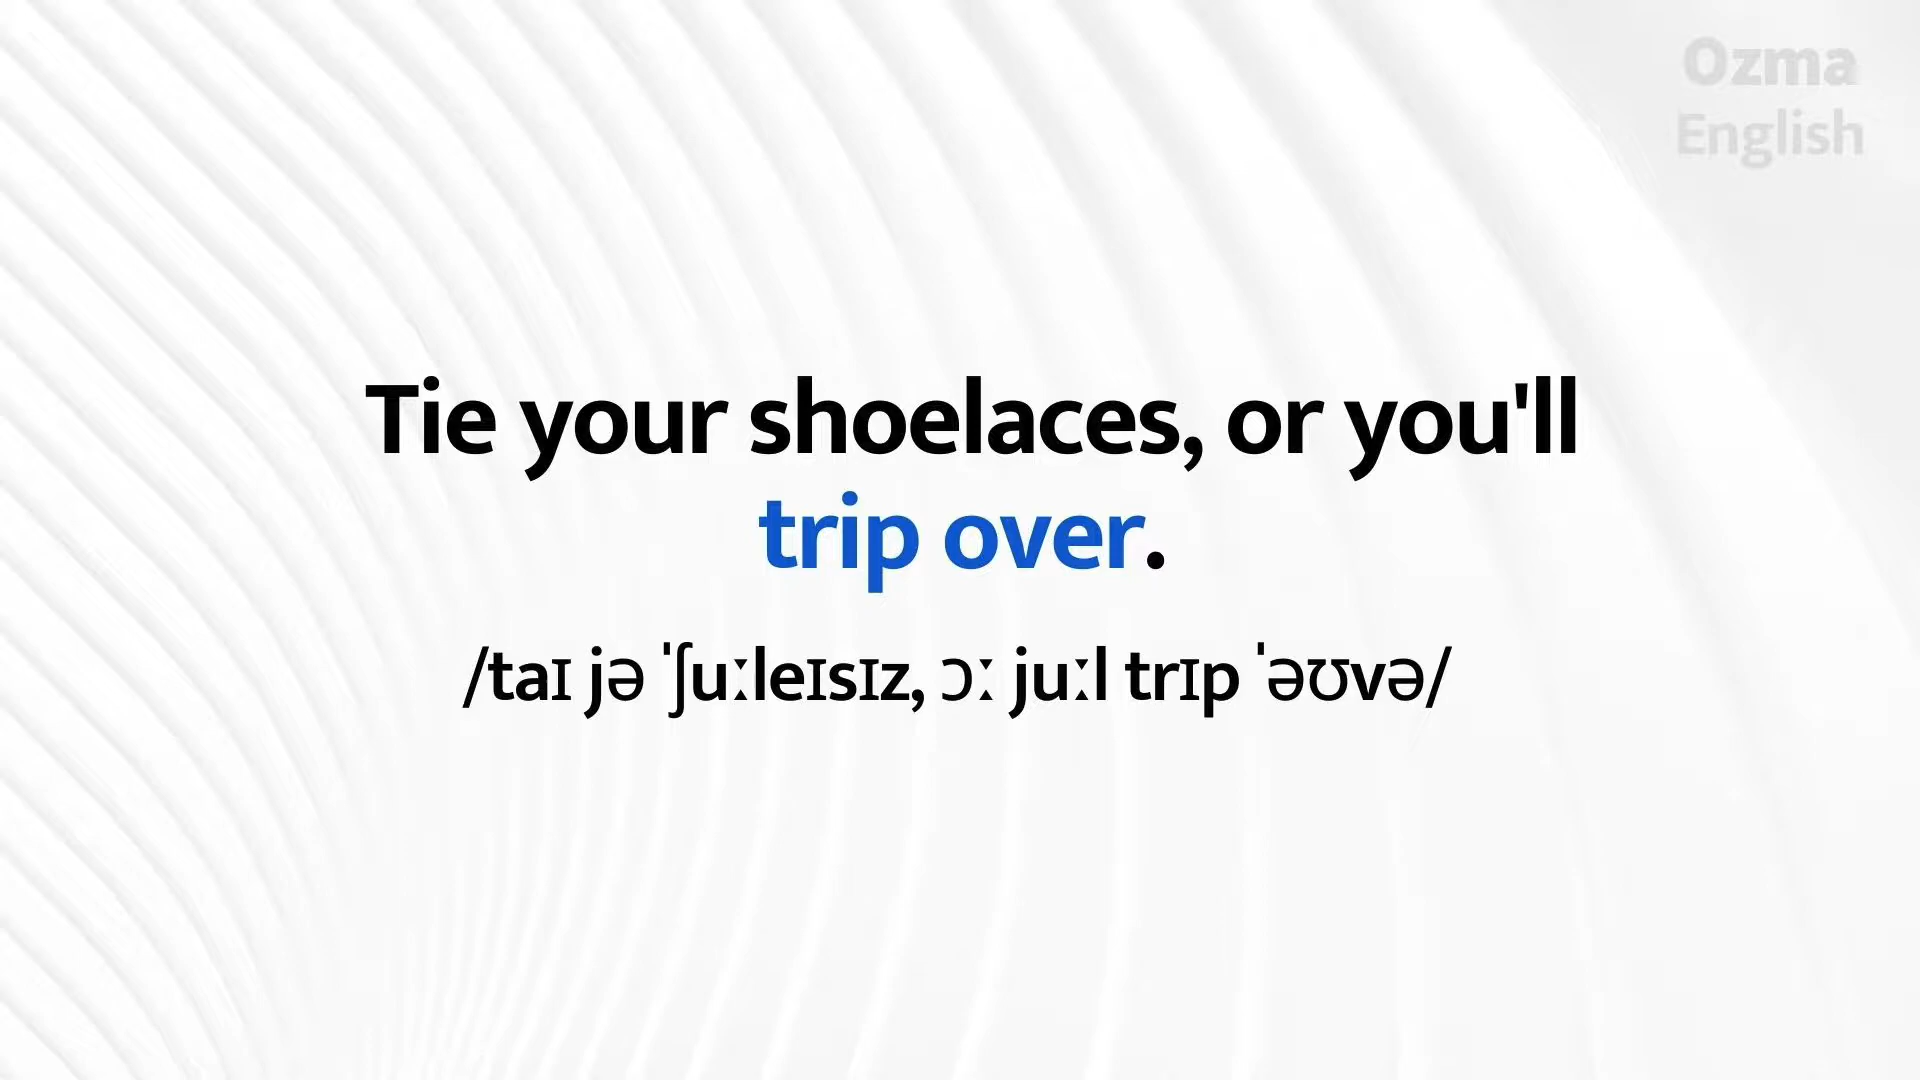 Ozma
English
Tie your shoelaces, or you'll
trip over.
/taɪ jə ˈʃuːleɪsɪz, ɔː juːl trɪp ˈəʊvə/